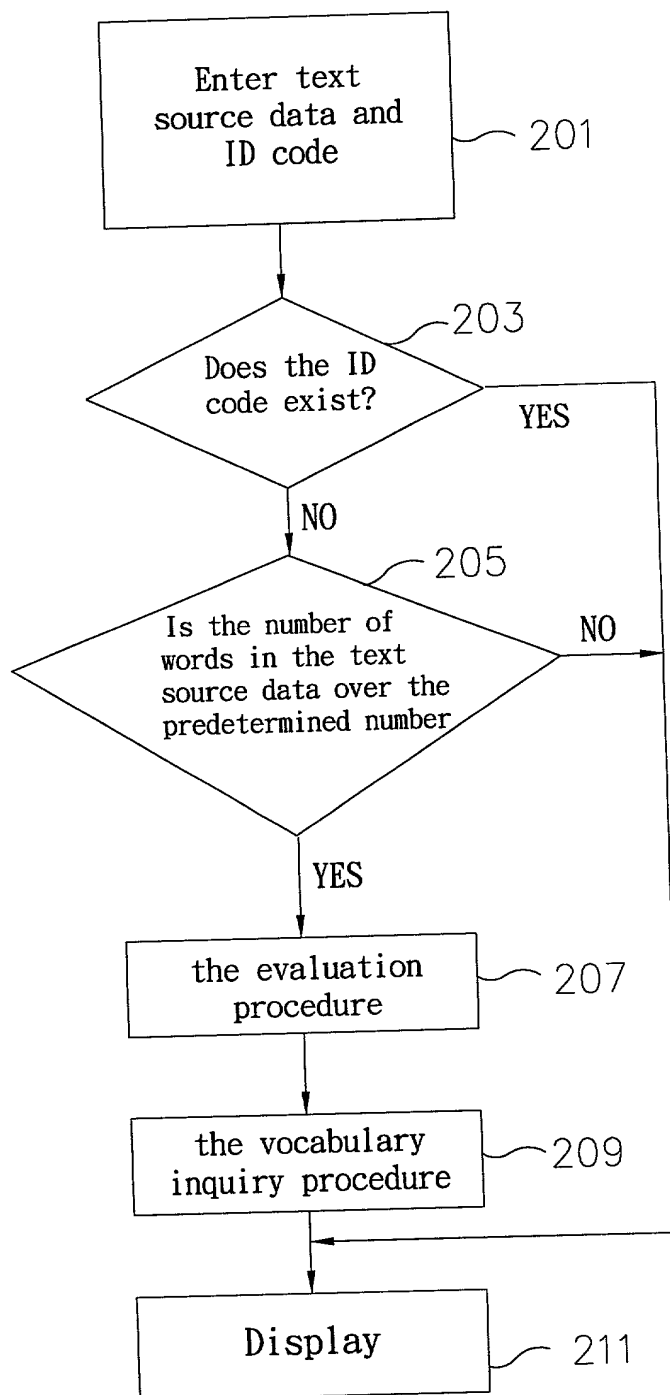 Enter text
source data and
ID code
201
203
Does the ID
code exist?
YES
NO
205
Is the number of
words in the text
source data over the
predetermined number
NO
YES
the evaluation
procedure
207
the vocabulary
inquiry procedure
209
Display
211